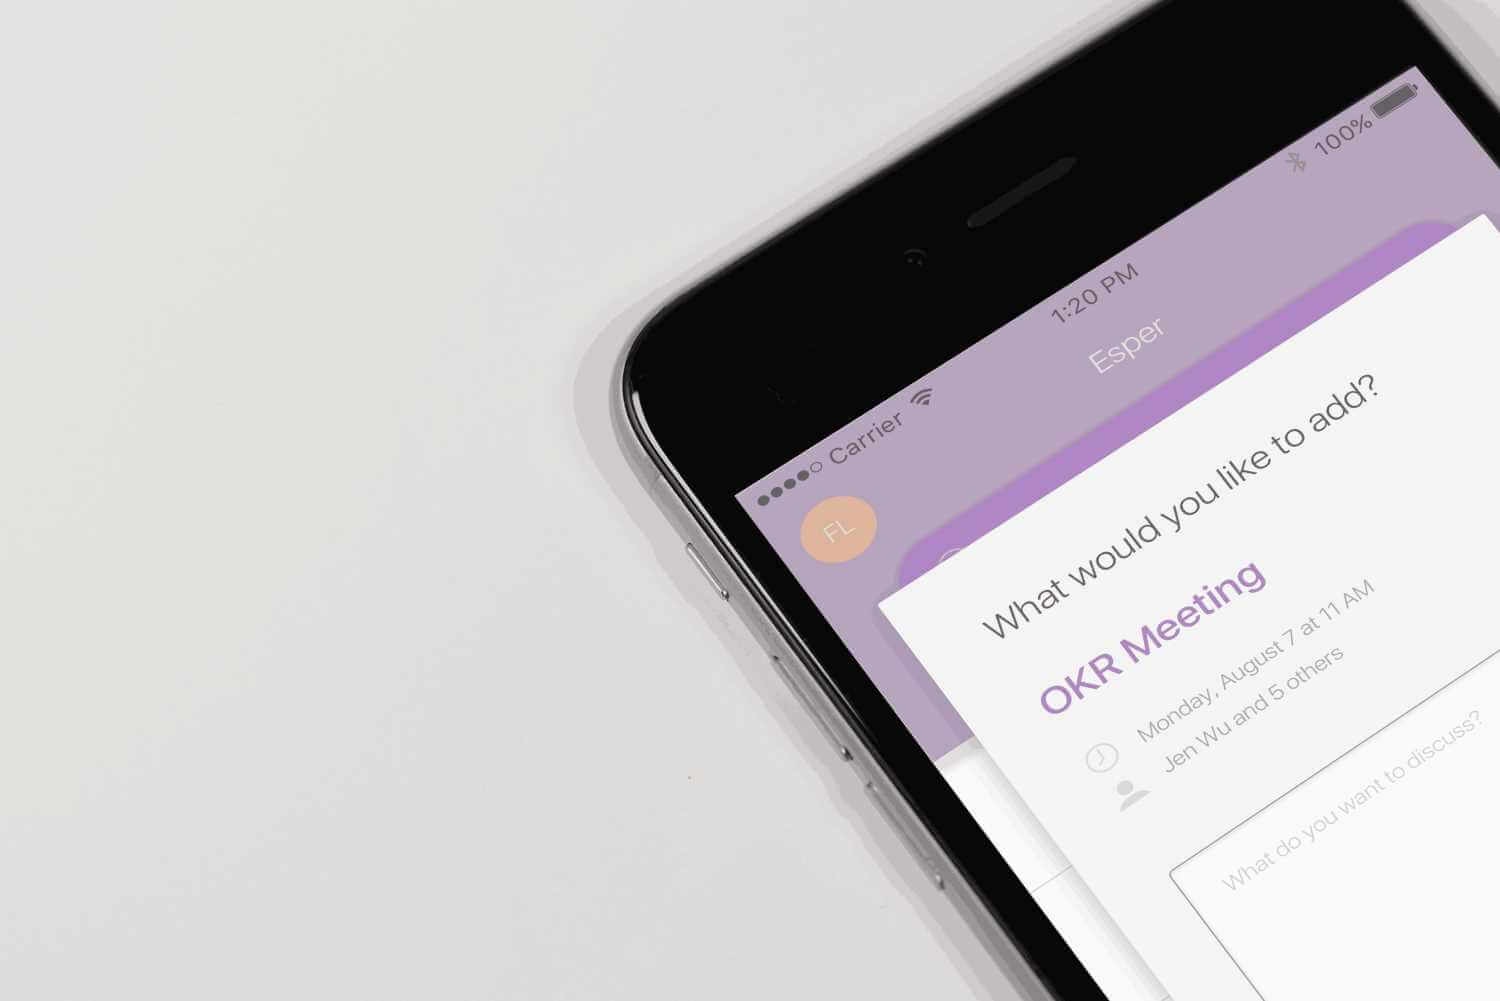 ●●●●○ Carrier
1:20 PM
100%
Esper
FL
What would you like to add?
OKR Meeting
Monday, August 7 at 11 AM
Jen Wu and 5 others
What do you want to discuss?